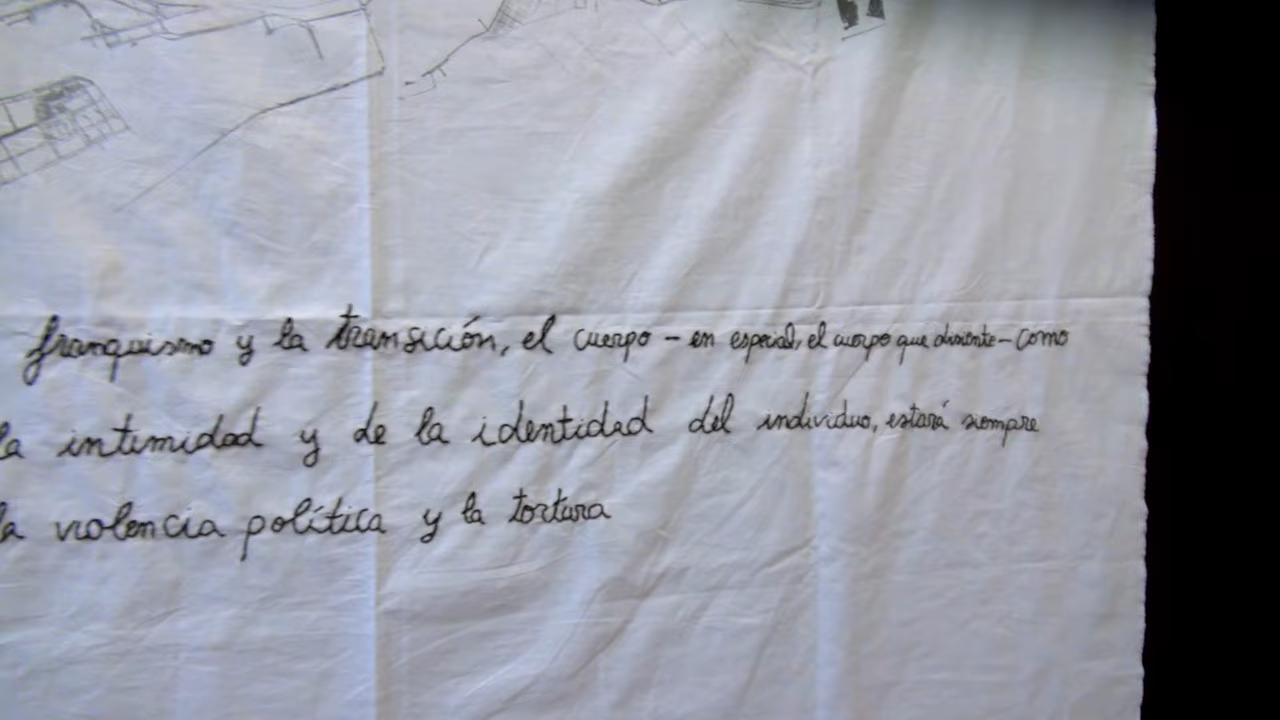 franquismo y la transición, el cuerpo - en especial, el cuerpo que disiente - como
la intimidad y de la identidad del individuo, estará siempre
la violencia política y la tortura